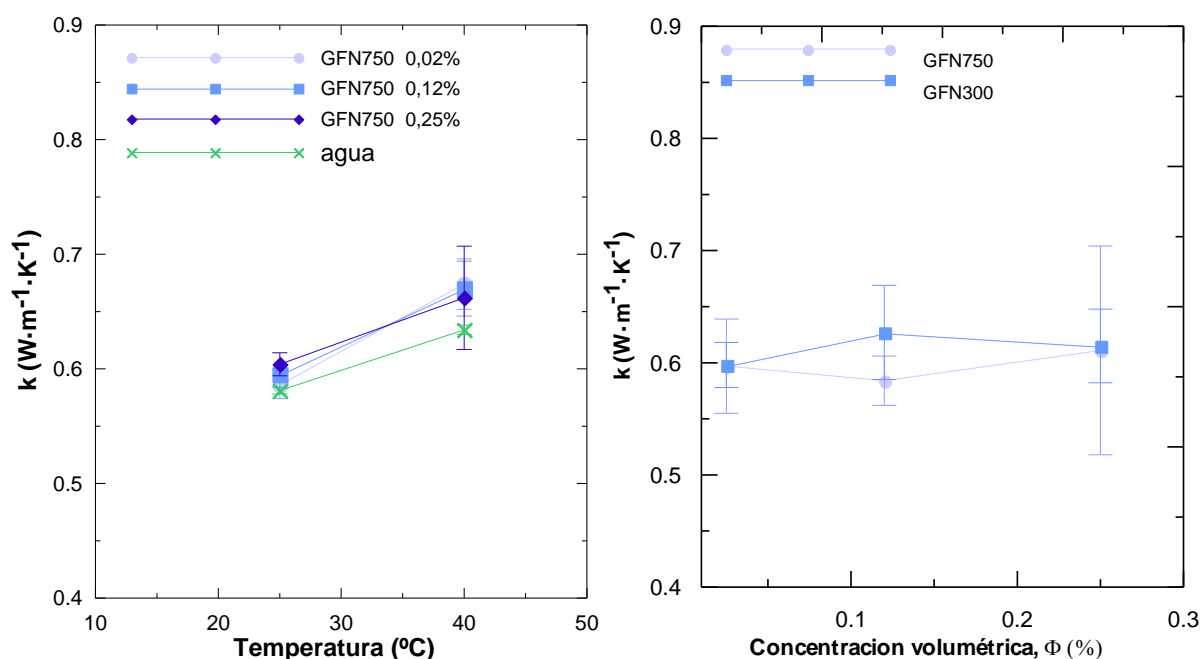 0.9
0.8
0.7
0.6
0.5
0.4
k (W·m⁻¹·K⁻¹)
GFN750 0,02%
GFN750 0,12%
GFN750 0,25%
agua
10 20 30 40 50
Temperatura (ºC)
0.9
0.8
0.7
0.6
0.5
0.4
k (W·m⁻¹·K⁻¹)
GFN750
GFN300
0.1 0.2 0.3
Concentracion volumétrica, Φ (%)